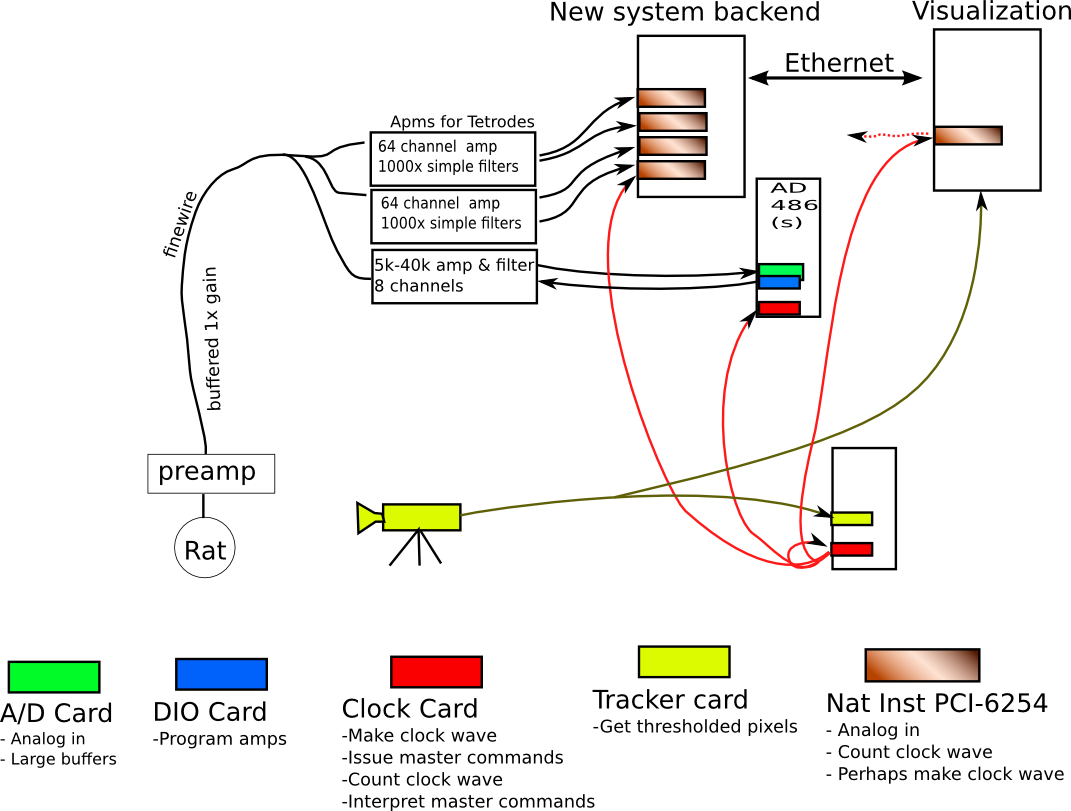 New system backend
Visualization
Ethernet
Apms for Tetrodes
64 channel amp
1000x simple filters
64 channel amp
1000x simple filters
AD
486
(s)
5k-40k amp & filter
8 channels
finewire
buffered 1x gain
preamp
Rat
A/D Card
- Analog in
- Large buffers
DIO Card
-Program amps
Clock Card
-Make clock wave
-Issue master commands
-Count clock wave
-Interpret master commands
Tracker card
-Get thresholded pixels
Nat Inst PCI-6254
- Analog in
- Count clock wave
- Perhaps make clock wave